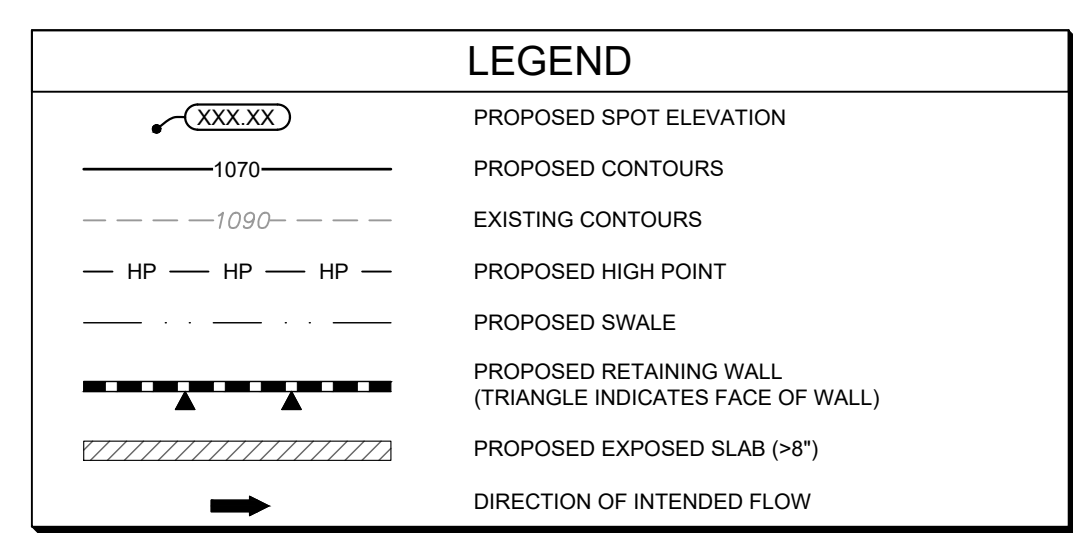 LEGEND
XXX.XX PROPOSED SPOT ELEVATION
1070 PROPOSED CONTOURS
1090 EXISTING CONTOURS
HP HP HP PROPOSED HIGH POINT
PROPOSED SWALE
PROPOSED RETAINING WALL
(TRIANGLE INDICATES FACE OF WALL)
PROPOSED EXPOSED SLAB (>8")
DIRECTION OF INTENDED FLOW